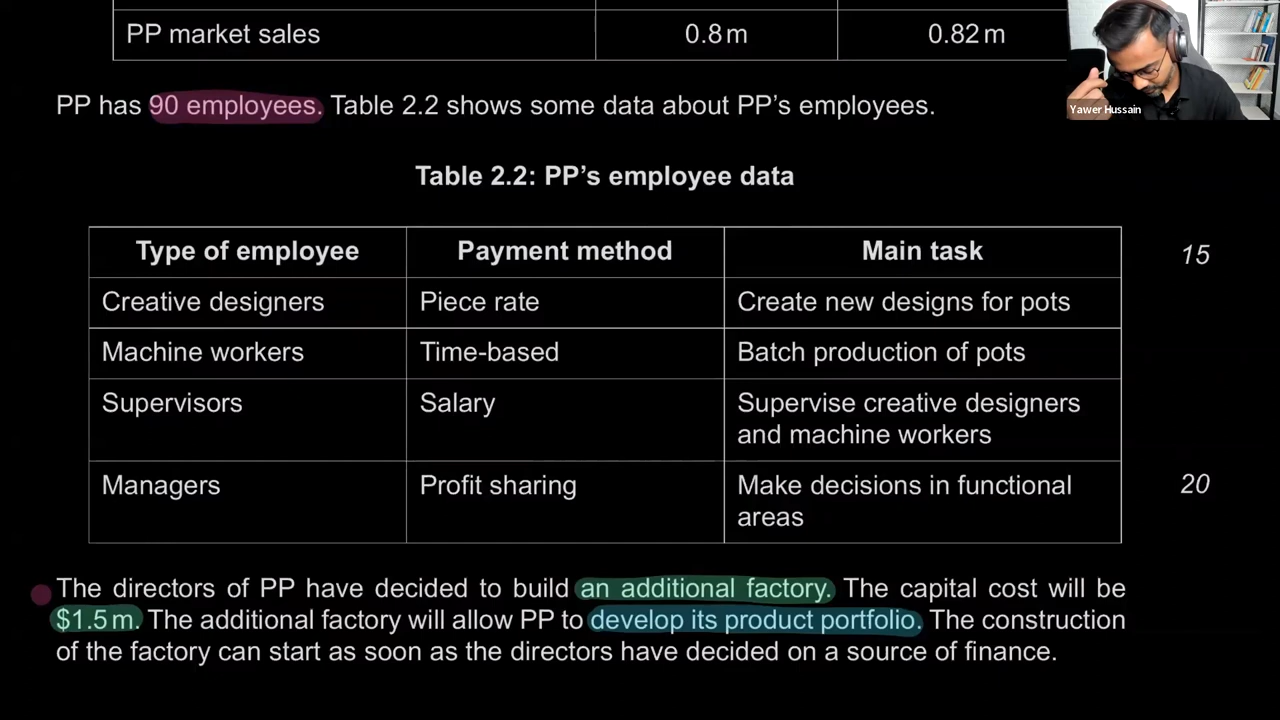 PP market sales 0.8 m 0.82 m
Yawer Hussain
PP has 90 employees. Table 2.2 shows some data about PP's employees.
Table 2.2: PP's employee data
Type of employee Payment method Main task 15
Creative designers Piece rate Create new designs for pots
Machine workers Time-based Batch production of pots
Supervisors Salary Supervise creative designers
and machine workers
Managers Profit sharing Make decisions in functional 20
areas
The directors of PP have decided to build an additional factory. The capital cost will be
$1.5 m. The additional factory will allow PP to develop its product portfolio. The construction
of the factory can start as soon as the directors have decided on a source of finance.